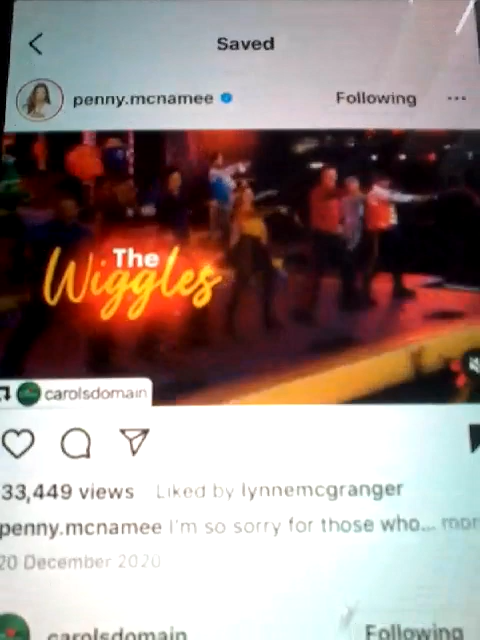 Saved
penny.mcnamee
Following
The
Wiggles
carolsdomain
33,449 views Liked by lynnemcgranger
penny.mcnamee I'm so sorry for those who... more
20 December 2020
carolsdomain
Following